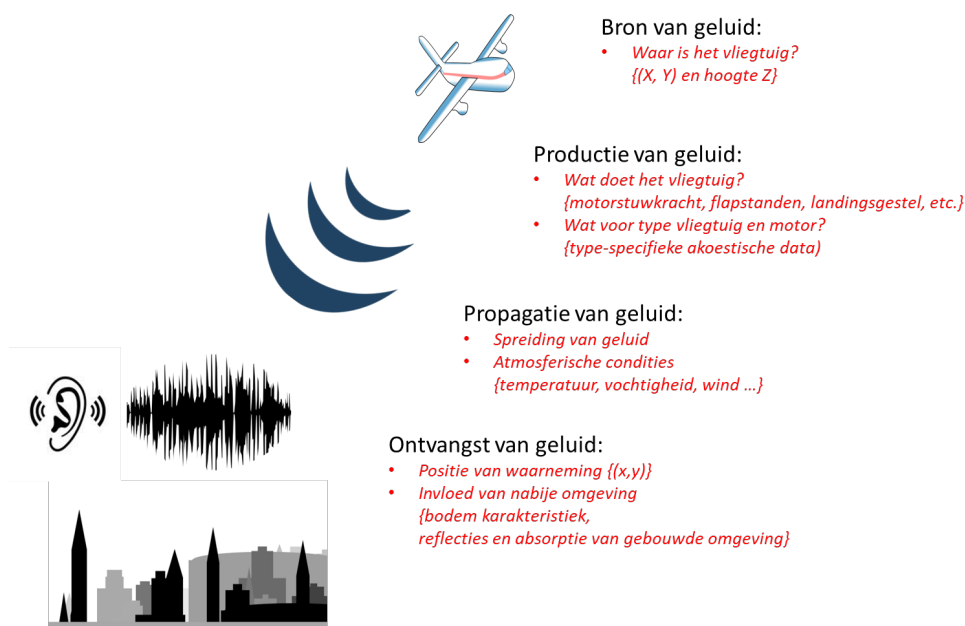 Bron van geluid:
• Waar is het vliegtuig?
{(X, Y) en hoogte Z}
Productie van geluid:
• Wat doet het vliegtuig?
{motorstuwkracht, flapstanden, landingsgestel, etc.}
• Wat voor type vliegtuig en motor?
{type-specifieke akoestische data)
Propagatie van geluid:
• Spreiding van geluid
• Atmosferische condities
{temperatuur, vochtigheid, wind ...}
Ontvangst van geluid:
• Positie van waarneming {(x,y)}
• Invloed van nabije omgeving
{bodem karakteristiek,
reflecties en absorptie van gebouwde omgeving}